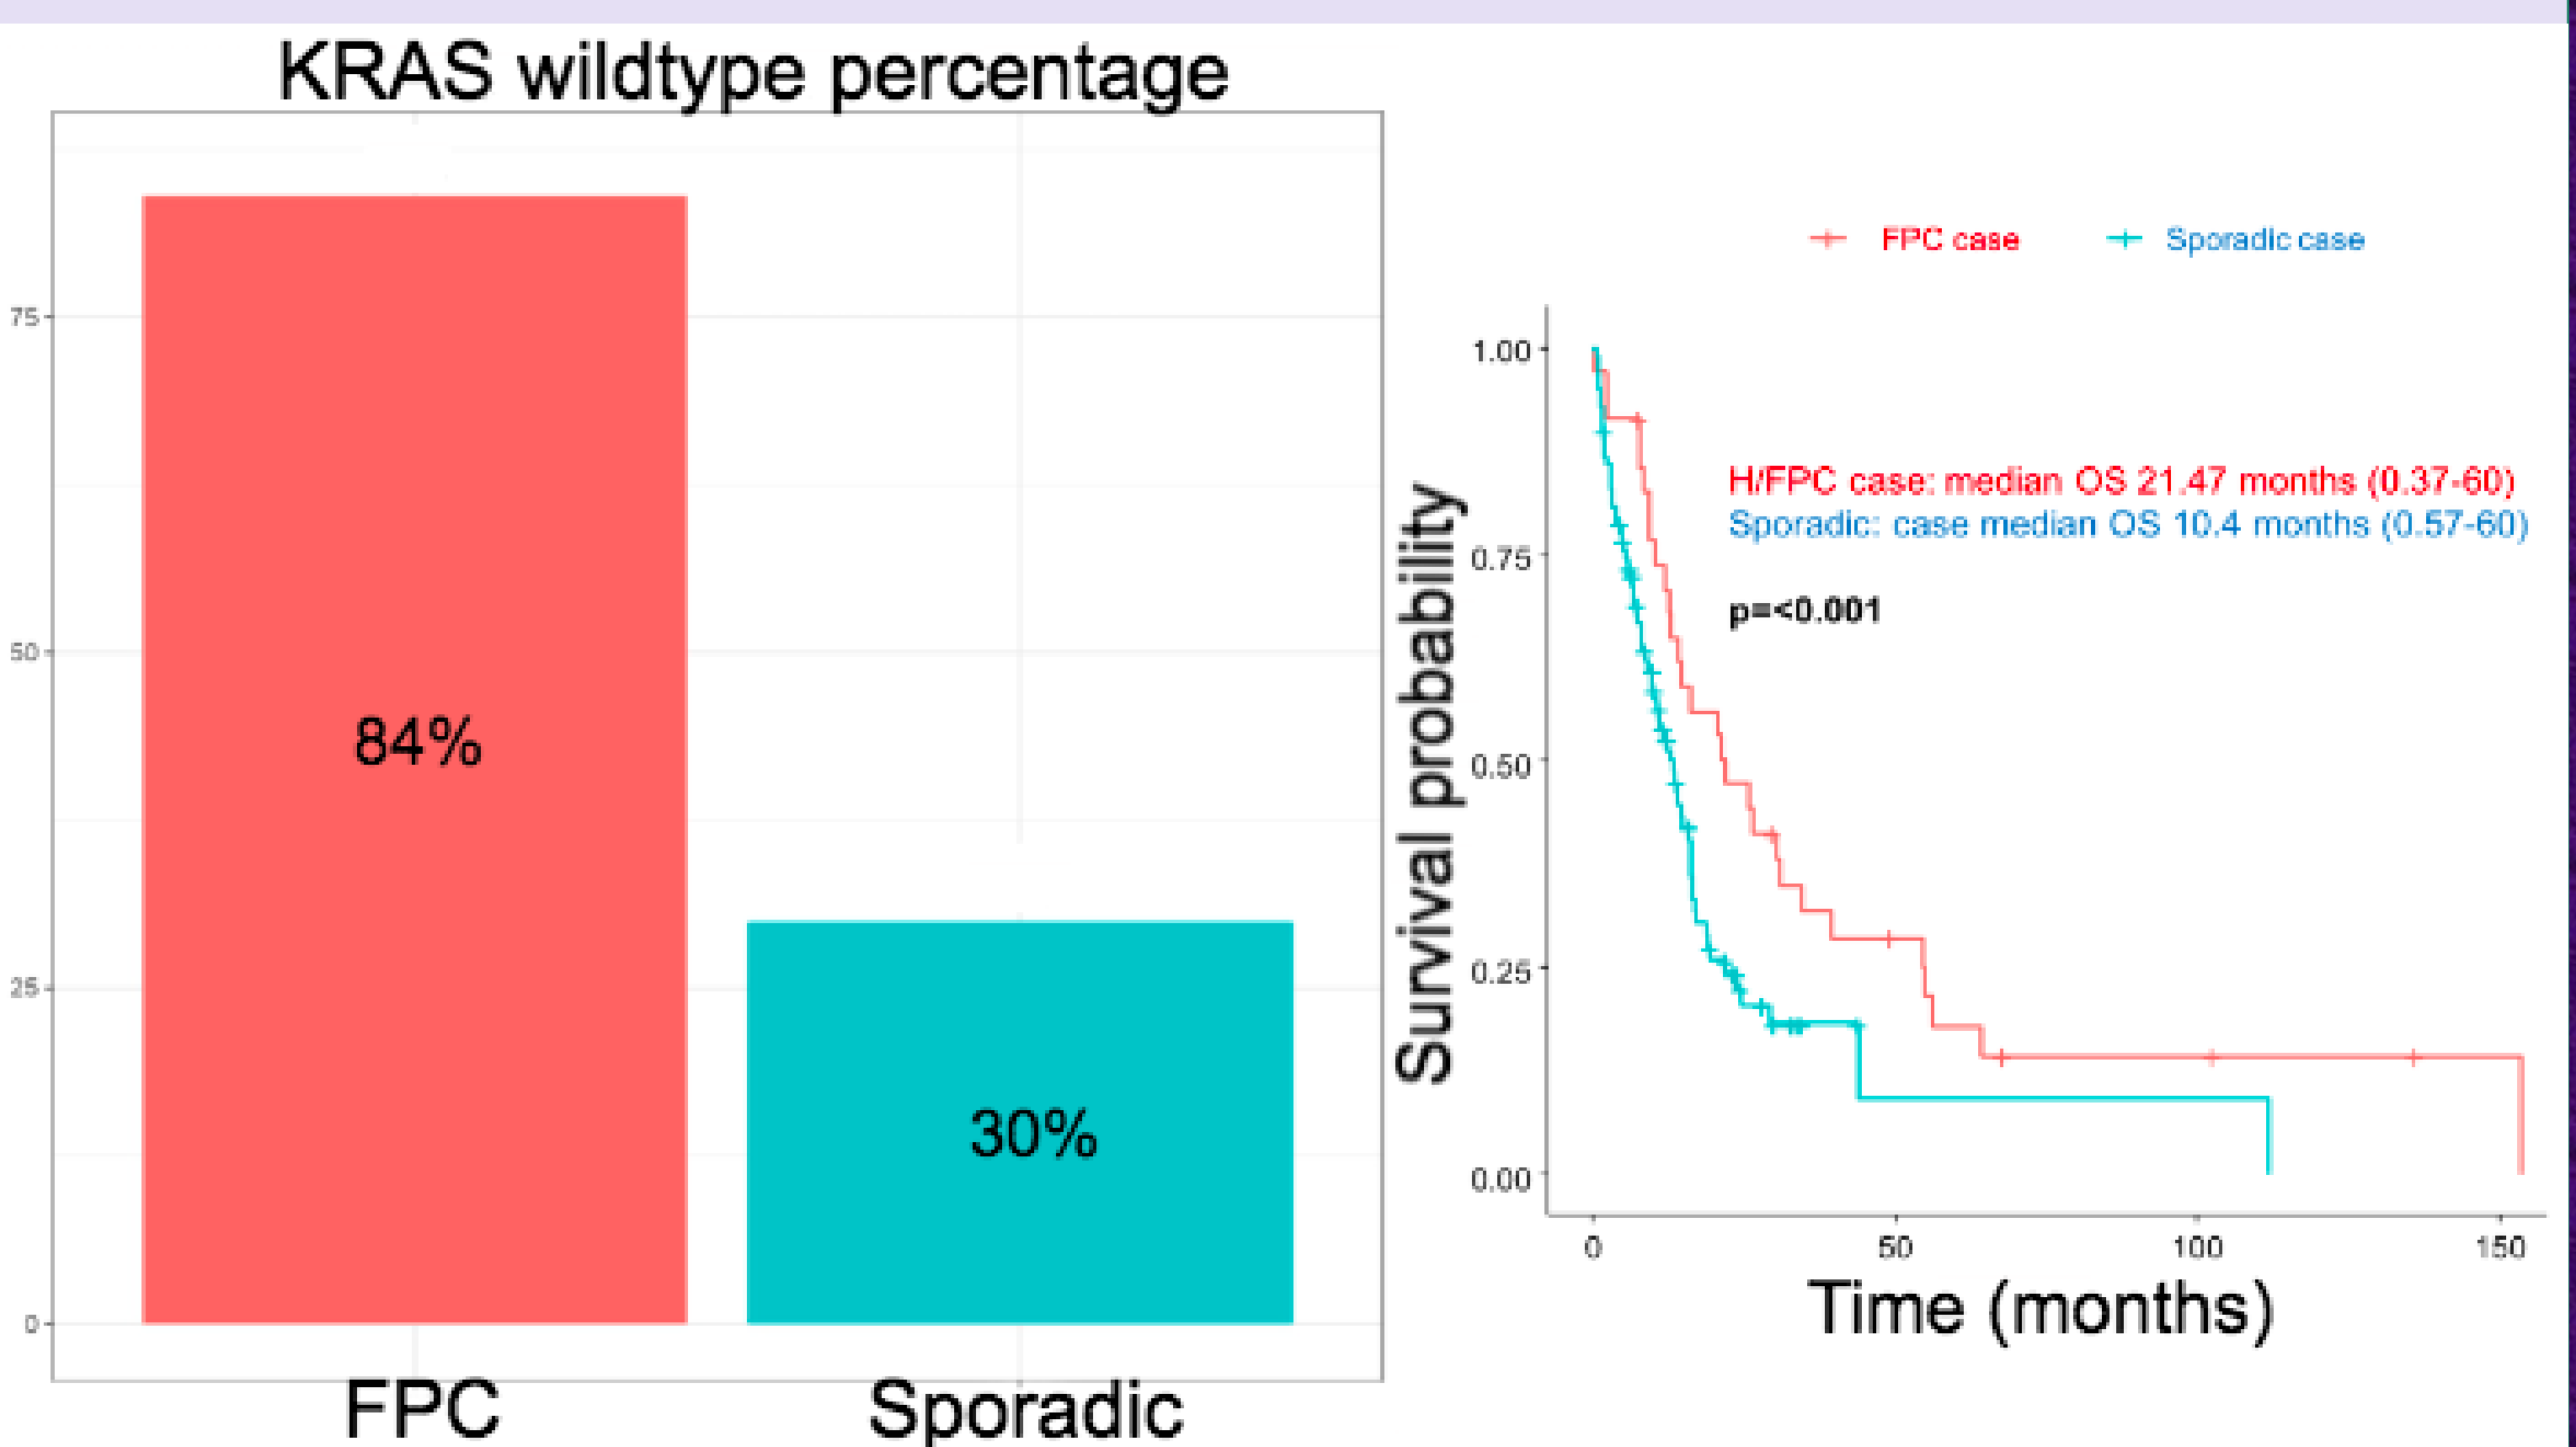 KRAS wildtype percentage
75
50
25
0
84%
30%
FPC
Sporadic
FPC case
Sporadic case
Survival probability
1.00
0.75
0.50
0.25
0.00
H/FPC case: median OS 21.47 months (0.37-60)
Sporadic: case median OS 10.4 months (0.57-60)
p=<0.001
0
50
100
150
Time (months)